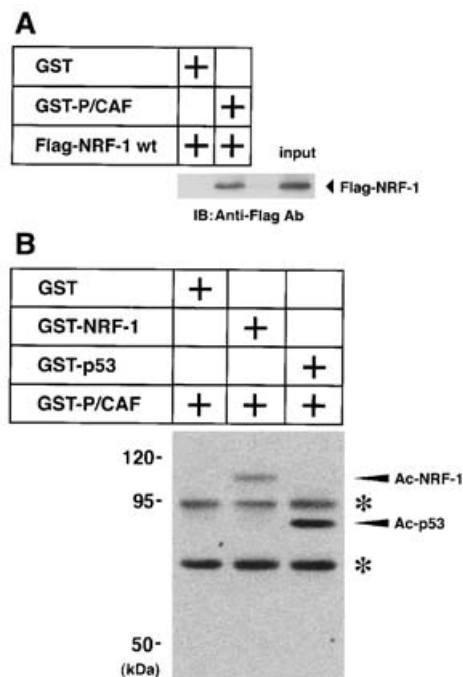 A
GST +
GST-P/CAF +
Flag-NRF-1 wt + +
input
Flag-NRF-1
IB: Anti-Flag Ab
B
GST +
GST-NRF-1 +
GST-p53 +
GST-P/CAF + + +
120-
Ac-NRF-1
95- *
Ac-p53
*
50-
(kDa)